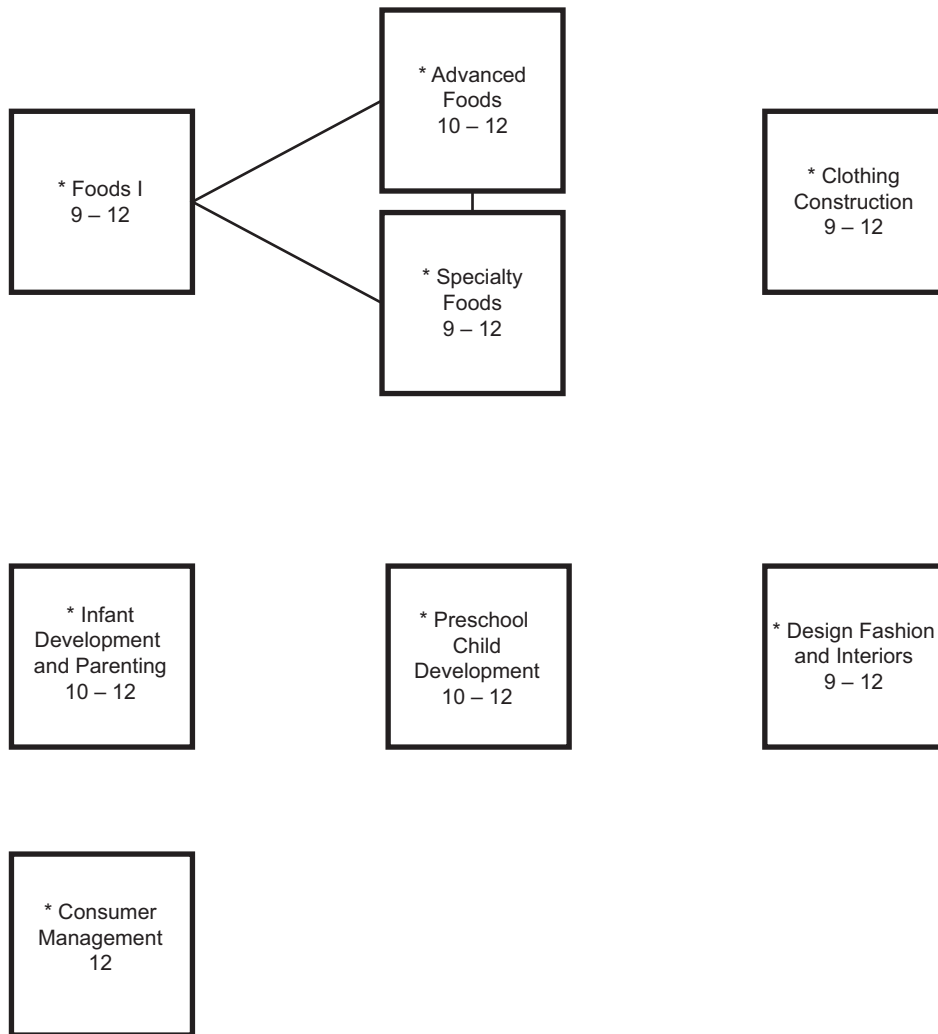 * Advanced
Foods
10 – 12
* Foods I
9 – 12
* Clothing
Construction
9 – 12
* Specialty
Foods
9 – 12
* Infant
Development
and Parenting
10 – 12
* Preschool
Child
Development
10 – 12
* Design Fashion
and Interiors
9 – 12
* Consumer
Management
12